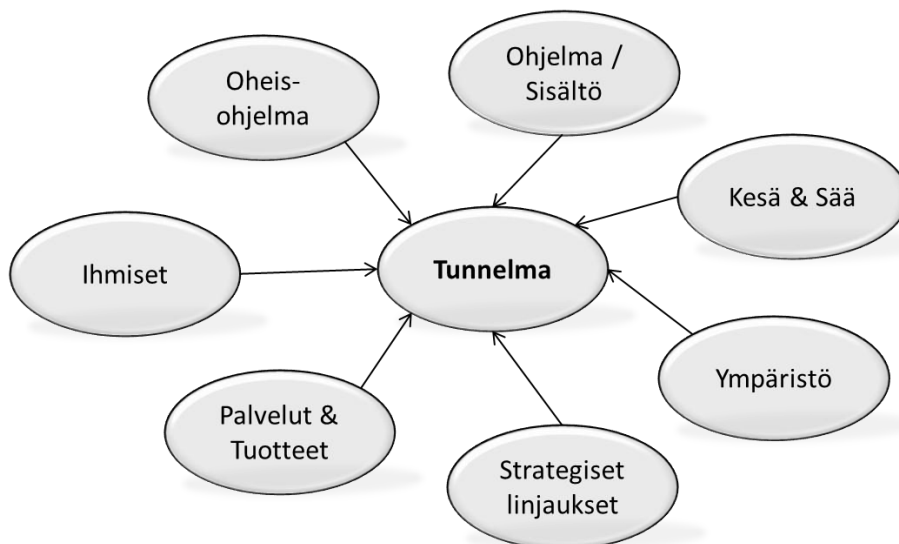 Oheis-
ohjelma
Ohjelma /
Sisältö
Kesä & Sää
Ihmiset
Tunnelma
Ympäristö
Palvelut &
Tuotteet
Strategiset
linjaukset